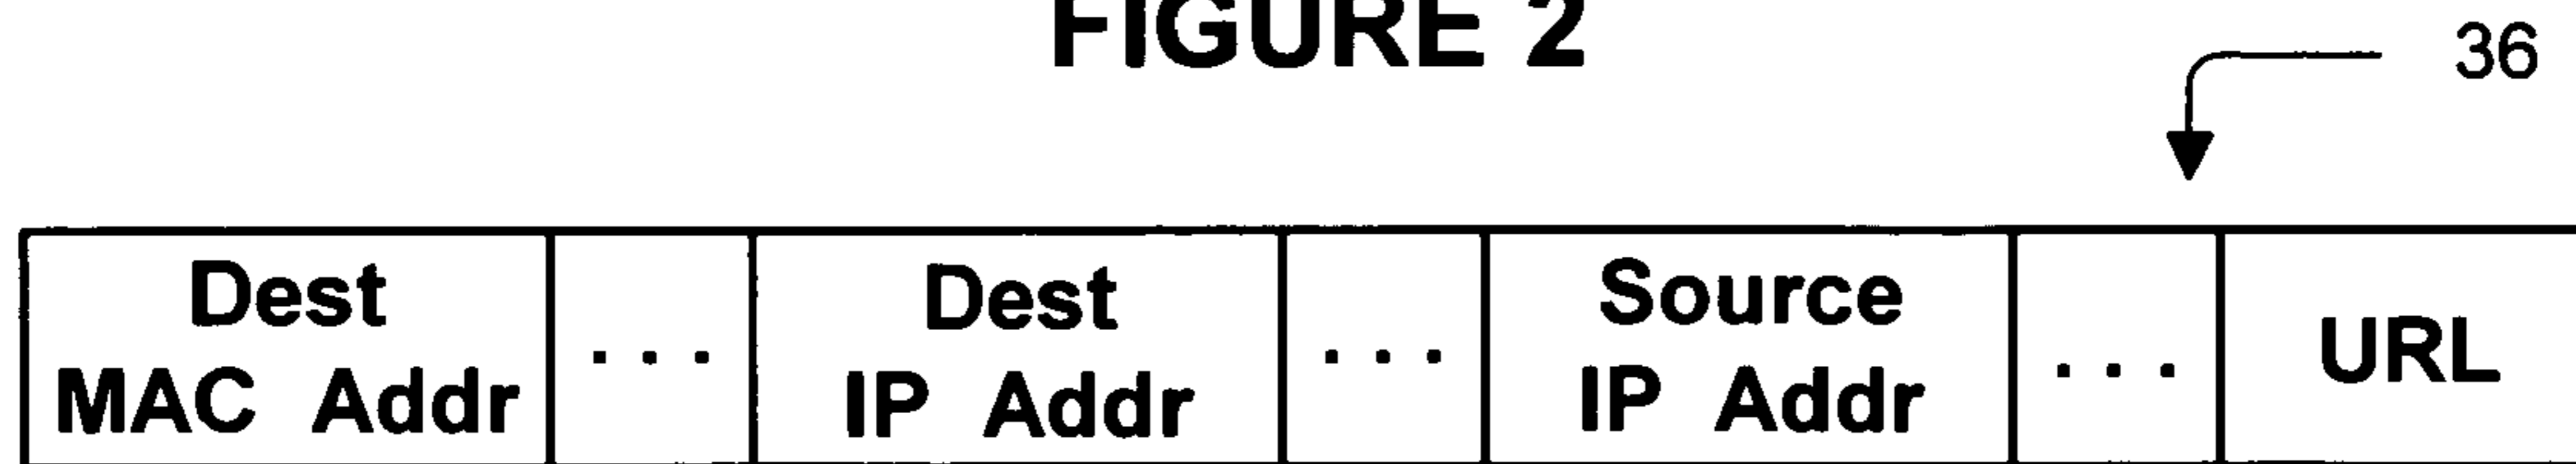 FIGURE 2
36
Dest
MAC Addr
. . .
Dest
IP Addr
. . .
Source
IP Addr
. . .
URL